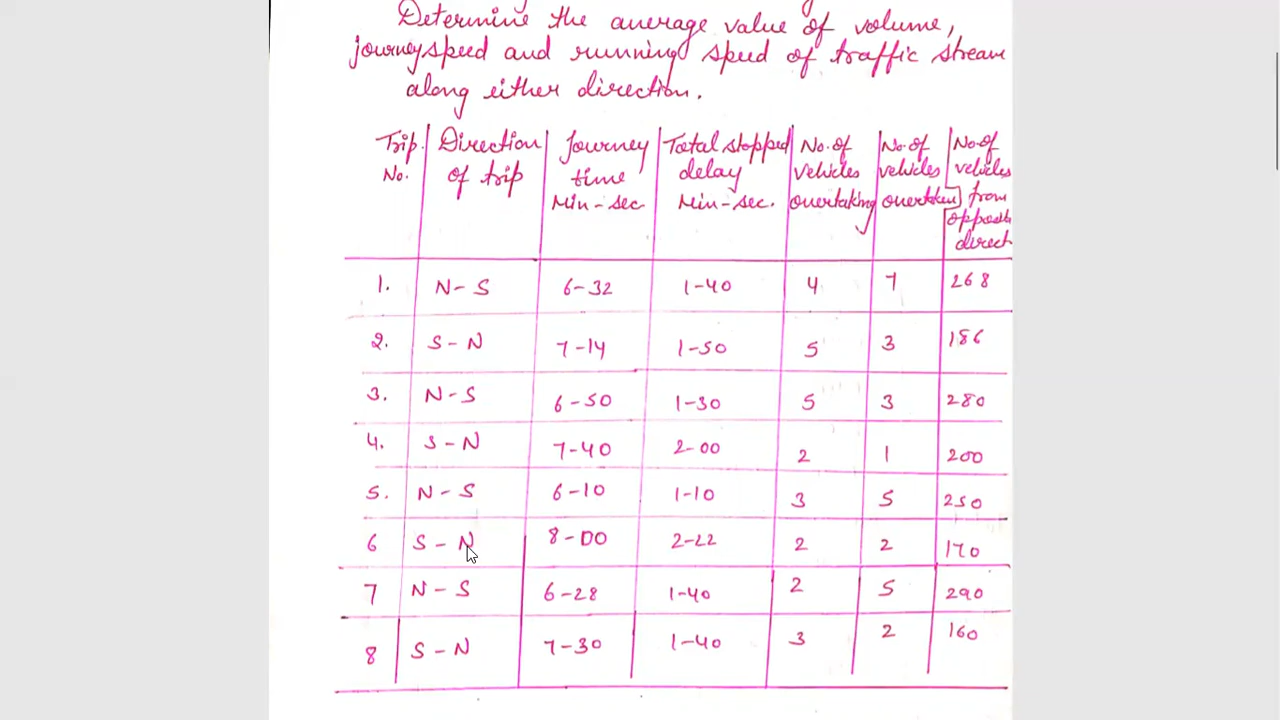 Determine the average value of volume,
journey speed and running speed of traffic stream
along either direction.
Trip No. Direction of trip Journey time Min-sec Total stopped delay Min-sec. No. of vehicles overtaking No. of vehicles overtaken No. of vehicles from
1. N-S 6-32 1-40 4 7 268
2. S-N 7-14 1-50 5 3 186
3. N-S 6-50 1-30 5 3 280
4. S-N 7-40 2-00 2 1 200
5. N-S 6-10 1-10 3 5 250
6 S-N 8-00 2-22 2 2 170
7 N-S 6-28 1-40 2 5 290
8 S-N 7-30 1-40 3 2 160